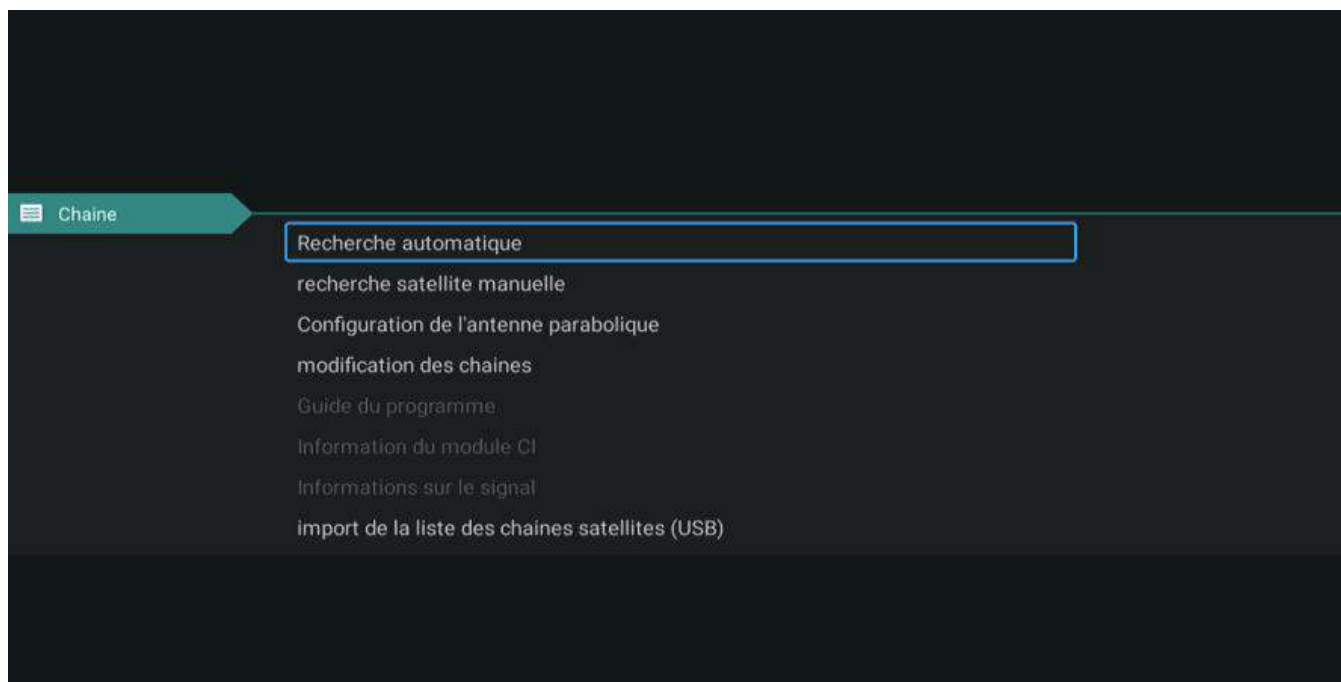 Chaine
Recherche automatique
recherche satellite manuelle
Configuration de l'antenne parabolique
modification des chaines
Guide du programme
Information du module CI
Informations sur le signal
import de la liste des chaines satellites (USB)